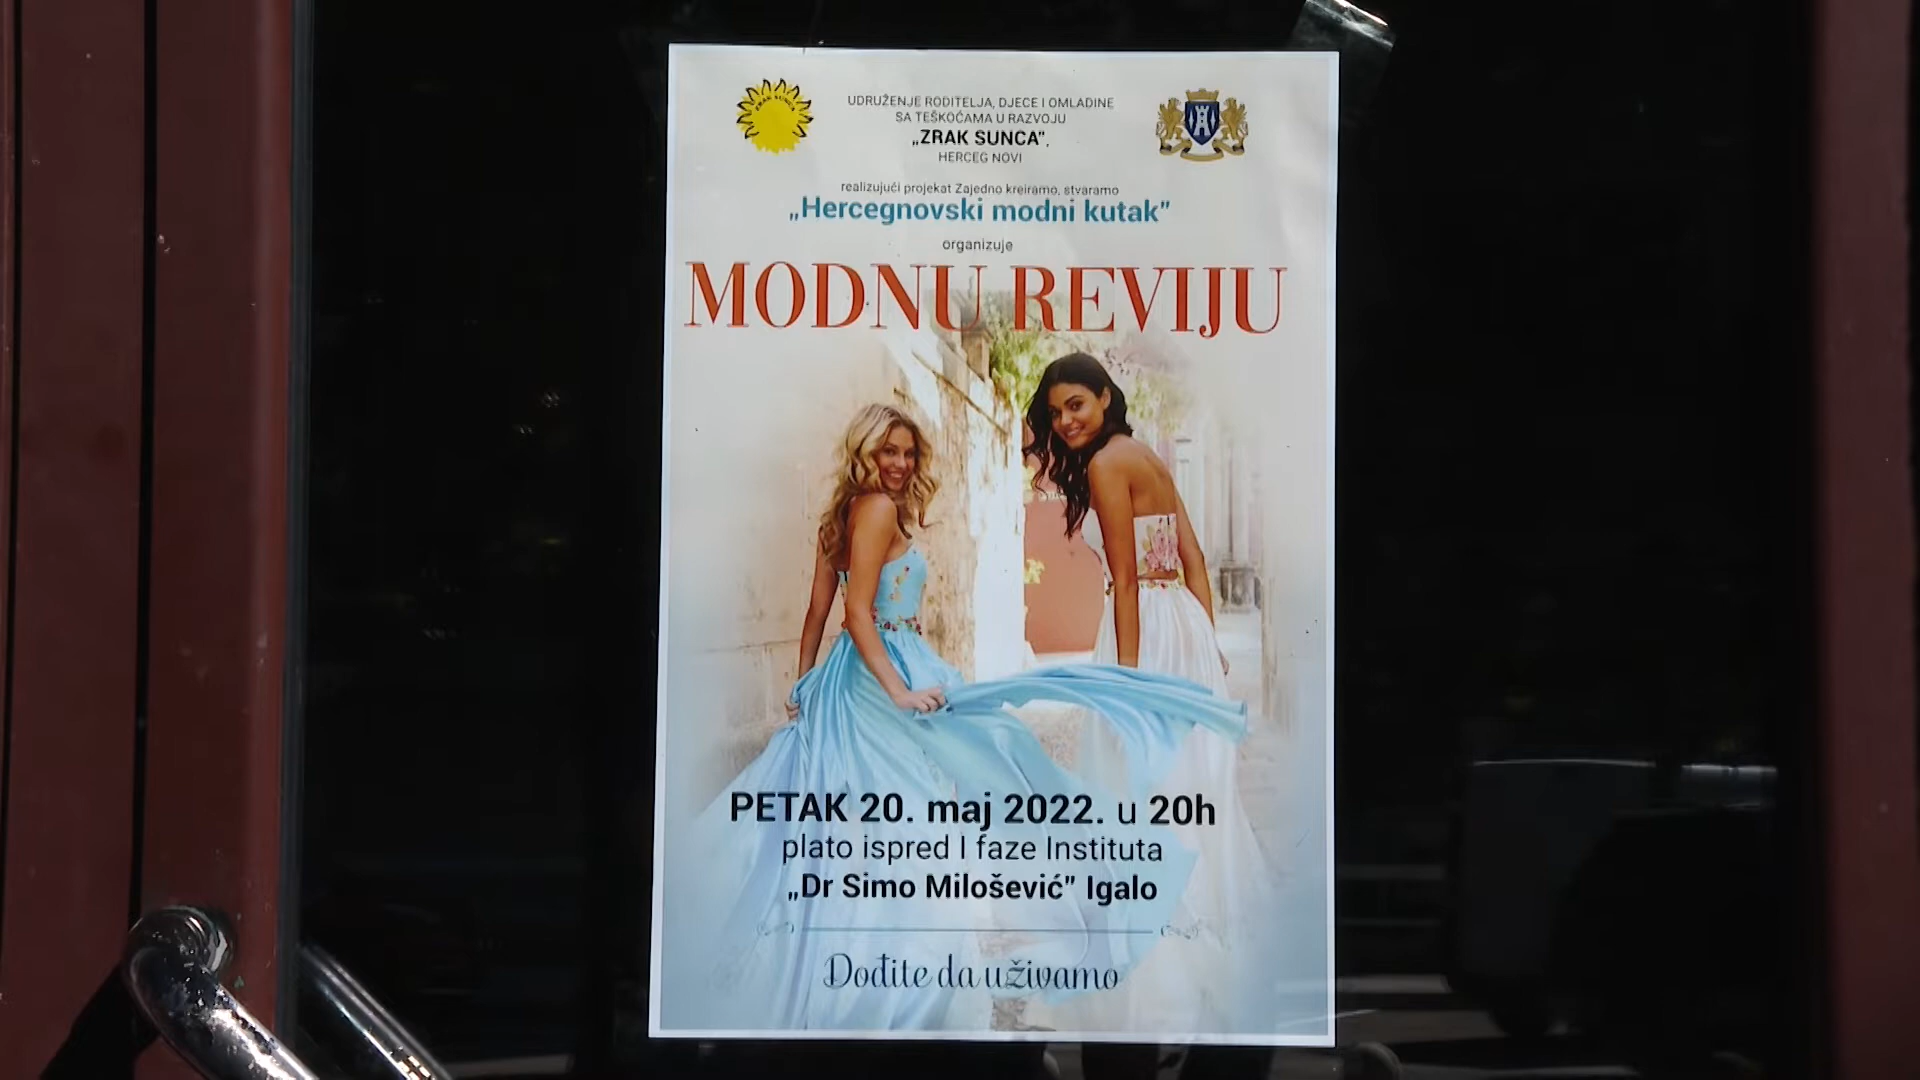 ZRAK SUNCA
UDRUŽENJE RODITELJA, DJECE I OMLADINE
SA TEŠKOĆAMA U RAZVOJU
„ZRAK SUNCA”,
HERCEG NOVI
realizujući projekat Zajedno kreiramo, stvaramo
„Hercegnovski modni kutak”
organizuje
MODNU REVIJU
PETAK 20. maj 2022. u 20h
plato ispred I faze Instituta
„Dr Simo Milošević” Igalo
Dođite da uživamo